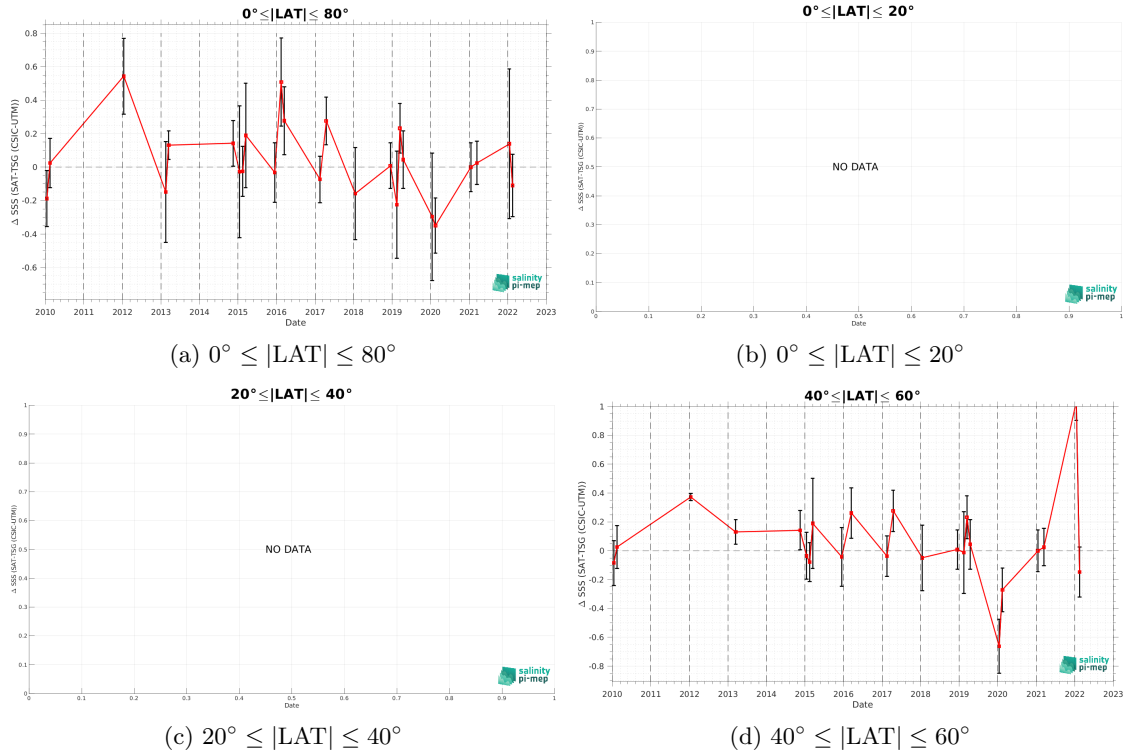 0°≤|LAT|≤ 80°
Δ SSS (SAT-TSG (CSIC-UTM))
0.8
0.6
0.4
0.2
0
-0.2
-0.4
-0.6
2010 2011 2012 2013 2014 2015 2016 2017 2018 2019 2020 2021 2022 2023
Date
salinity
pi-mep
(a) 0° ≤ |LAT| ≤ 80°
0°≤|LAT|≤ 20°
Δ SSS (SAT-TSG (CSIC-UTM))
1
0.9
0.8
0.7
0.6
0.5
0.4
0.3
0.2
0.1
0
NO DATA
0 0.1 0.2 0.3 0.4 0.5 0.6 0.7 0.8 0.9 1
Date
salinity
pi-mep
(b) 0° ≤ |LAT| ≤ 20°
20°≤|LAT|≤ 40°
Δ SSS (SAT-TSG (CSIC-UTM))
1
0.9
0.8
0.7
0.6
0.5
0.4
0.3
0.2
0.1
0
NO DATA
0 0.1 0.2 0.3 0.4 0.5 0.6 0.7 0.8 0.9 1
Date
salinity
pi-mep
(c) 20° ≤ |LAT| ≤ 40°
40°≤|LAT|≤ 60°
Δ SSS (SAT-TSG (CSIC-UTM))
1
0.8
0.6
0.4
0.2
0
-0.2
-0.4
-0.6
-0.8
2010 2011 2012 2013 2014 2015 2016 2017 2018 2019 2020 2021 2022 2023
Date
salinity
pi-mep
(d) 40° ≤ |LAT| ≤ 60°